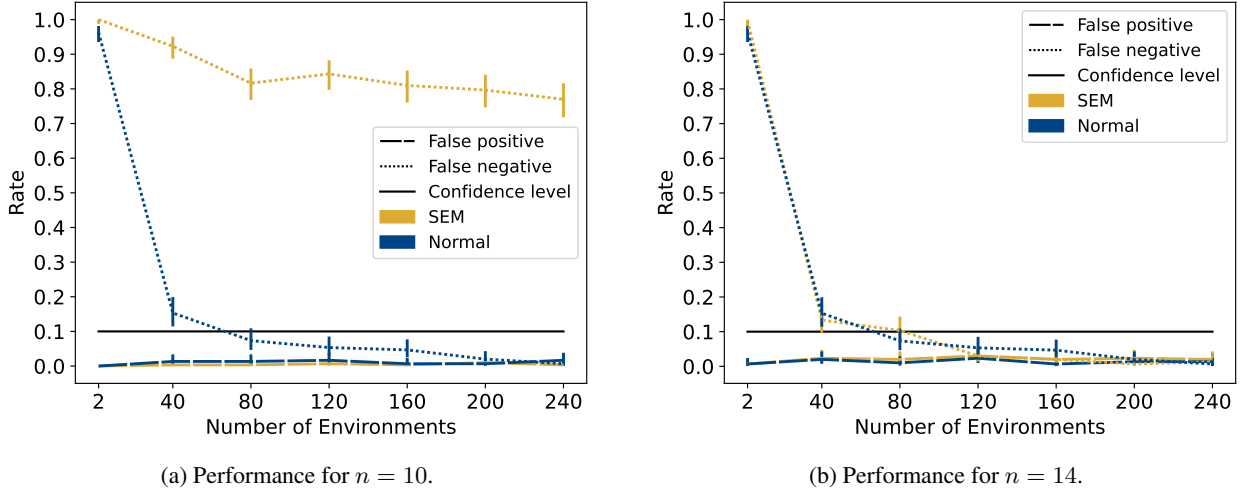 1.0
0.9
0.8
0.7
0.6
0.5
0.4
0.3
0.2
0.1
0.0
Rate
False positive
False negative
Confidence level
SEM
Normal
2 40 80 120 160 200 240
Number of Environments
(a) Performance for n = 10.
1.0
0.9
0.8
0.7
0.6
0.5
0.4
0.3
0.2
0.1
0.0
Rate
False positive
False negative
Confidence level
SEM
Normal
2 40 80 120 160 200 240
Number of Environments
(b) Performance for n = 14.